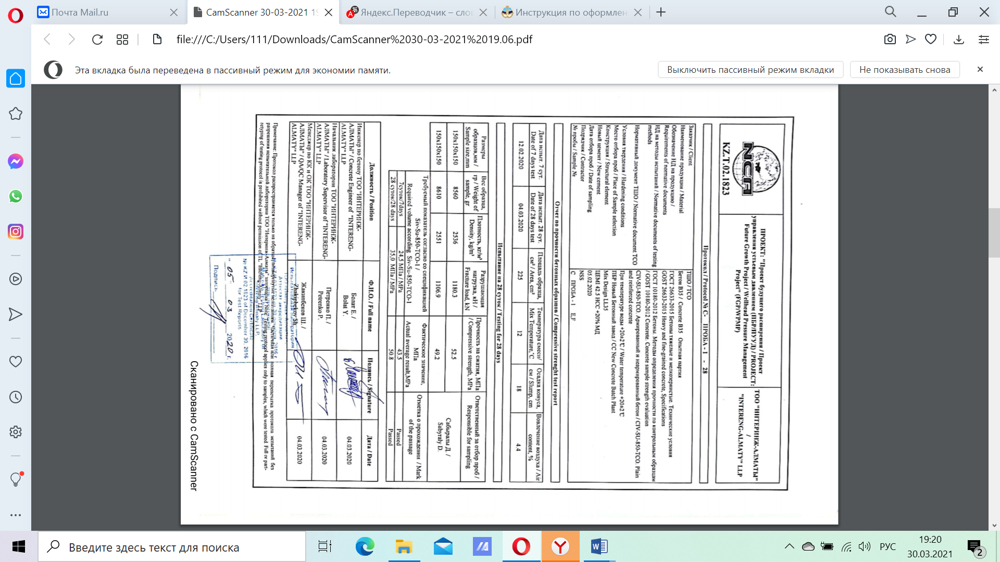 Почта Mail.ru
CamScanner 30-03-2021 19
Яндекс.Переводчик – слов
Инструкция по оформлен
file:///C:/Users/111/Downloads/CamScanner%2030-03-2021%2019.06.pdf
Эта вкладка была переведена в пассивный режим для экономии памяти.
Выключить пассивный режим вкладки
Не показывать снова
NCA
KZ.T.02.1823
ПРОЕКТ: "Проект будущего расширения / Проект
управления устьевым давлением (ПБР/ПУУД) / PROJECT:
Future Growth Project / Wellhead Pressure Management
Project" (FGP/WPMP)
ТОО "ИНТЕРИНЖ-АЛМАТЫ"
/
"INTERENG-ALMATY" LLP
Протокол / Protocol № С- ПРОБА - 1 - 28
Заказчик / Client
ТШО / TCO
Наименование продукции / Material
Бетон В35 / Concrete B35 Опытная партия
Обозначение НД на продукцию /
Requirements of normative documents
ГОСТ 26633-2015 Бетоны тяжелые и мелкозернистые. Технические условия
GOST 26633-2015 Heavy and fine-grained concrete, Specifications
НД на методы испытаний / Normative documents of testing
methods
ГОСТ 10180-2012 Бетоны. Методы определения прочности по контрольным образцам
/ GOST 10180-2012 Concrete. Concrete sample strength evaluation
Нормативный документ ТШО / Normative document TCO
CIV-SU-850-TCO. Армированный и неармированный бетон / CIV-SU-850-TCO. Plain
and reinforced concrete
Условия твердения / Hardening conditions
При температуре воды +20±2℃ / Water temperature +20±2℃
Место отбора проб / Place of Sample selection
ПБР Новый Бетонный завод / CC New Concrete Batch Plant
Конструкция / Structural element
Mix Design LL35
Новый цемент / New cement
ЦЕМ I 42.5 НСС +20% МД
Дата отбора проб / Date of sampling
05.02.2020
Подрядчик / Contractor
NSS
№ пробы / Sample №
С ПРОБА - 1 E,F
Отчет по прочности бетонных образцов / Compressive strenght test report
Дата испыт. 7 сут.
Date of 7 days test
Дата испыт. 28 сут.
Date of 28 days test
Площадь образца,
см² / Area, cm²
Температура смеси/
Mix Temperature,˚C
Осадка конуса,
см / Slump, cm
Вовлечение воздуха / Air
content, %
12.02.2020
04.03.2020
225
12
18
4.4
Испытание на 28 суток / Testing for 28 days
Размеры
образцов,мм /
Sample size,mm
Вес образца,
гр / Weight of
sample, gr
Плотность, кг/м³
Density, kg/m³
Разрушающая
нагрузка, кН /
Fracture load, kN
Прочность на сжатия, МПа
/ Compressive strength, MPa
Ответственный за отбор проб /
Responsible for sampling
150x150x150
8560
2536
1180.3
52.5
150x150x150
8610
2551
1106.9
49.2
Сабыралы Д. /
Sabyraly D.
Требуемый показатель согласно со спецификацией
Siv-Su-850-TCO-1 /
Required volume according Siv-Su-850-TCO-1
Фактическое значение,
МПа
Actual average result,MPa
Отметка о прохождении / Mark
of the passage
7суток/7days
24,5 МПа / MPa
43.5
Passed
28 суток/28 days
35,0 МПа / MPa
50.8
Passed
Должность / Position
Ф.И.О. / Full name
Подпись / Signature
Дата / Date
Инженер по бетону ТОО "ИНТЕРИНЖ-
АЛМАТЫ" / Concrete Engineer of "INTERENG-
ALMATY" LLP
Болат Е. /
Bolat Y.
04.03.2020
Начальник лаборатории ТОО "ИНТЕРИНЖ-
АЛМАТЫ" / Laboratory Supervisor of "INTERENG-
ALMATY" LLP
Петренко П. /
Petrenko P.
04.03.2020
Менеджер по КК и ОК ТОО "ИНТЕРИНЖ-
АЛМАТЫ" / QA/QC Manager of "INTERENG-
ALMATY" LLP
Жакипбеков Ш. /
Zhakipbekov Sh.
04.03.2020
Примечание: Протокол распространяется только на образцы, подвергнутые испытаниям. Частичная или полная перепечатка протокола испытаний без
разрешения испытательной лаборатории ТОО "Интеринж-Алматы" запрещена / Note: Testing protocol applies only to samples, which were tested. Full or part-
retyping of testing protocol is prohibited without permission of TL "Intereng-Almaty" LLP
Испытательная лаборатория
Аттестат аккредитации
Accreditation Certificate
№ KZ И 02 1823 of December 30, 2016
for Test Reports
" 05 " 03 2020 г.
Подпись
Сканировано с CamScanner
Введите здесь текст для поиска
РУС
19:20
30.03.2021
2